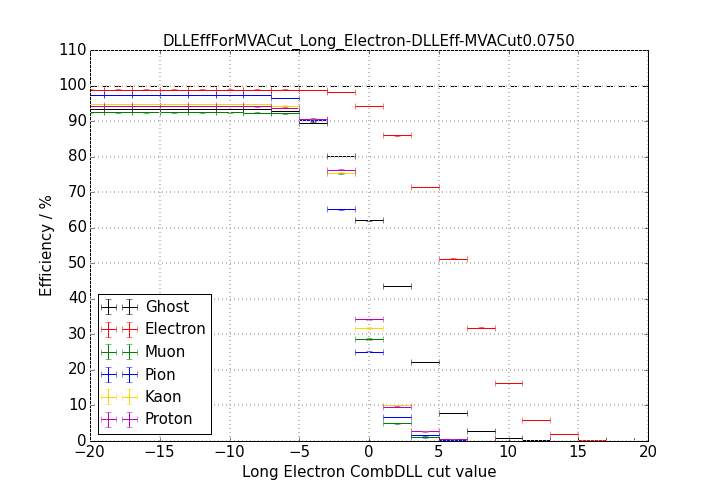 DLLEffForMVACut_Long_Electron-DLLEff-MVACut0.0750
110
100
90
80
70
60
50
40
30
20
10
0
Efficiency / %
Ghost
Electron
Muon
Pion
Kaon
Proton
−20 −15 −10 −5 0 5 10 15 20
Long Electron CombDLL cut value